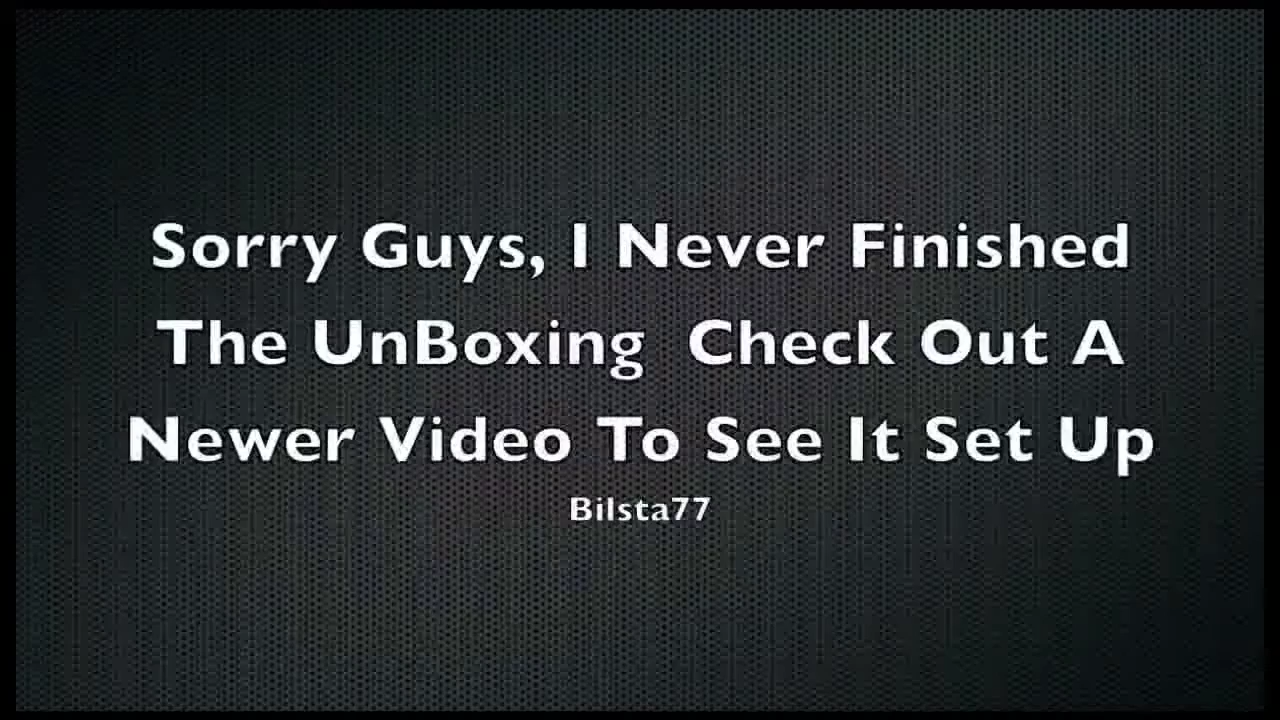 Sorry Guys, I Never Finished
The UnBoxing  Check Out A
Newer Video To See It Set Up
Bilsta77